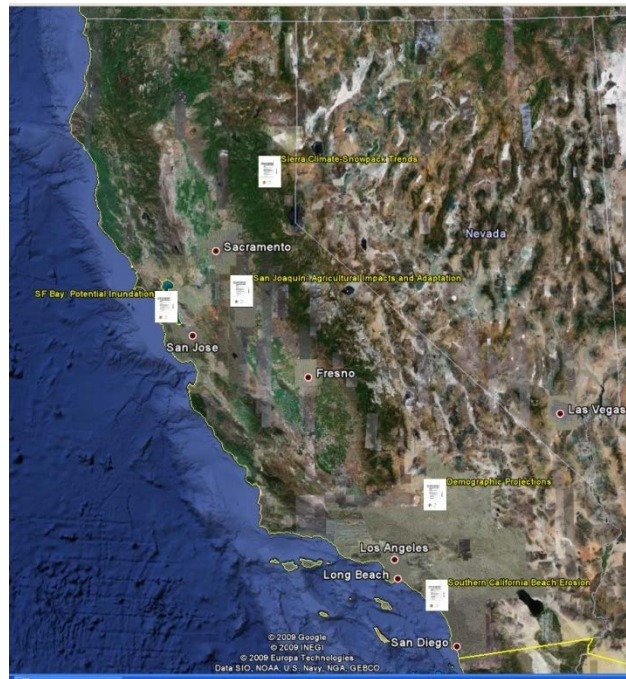 Sierra Climate-Snowpack Trends
Nevada
Sacramento
San Joaquin: Agricultural Impacts and Adaptation
SF Bay: Potential Inundation
San Jose
Fresno
Las Vegas
Demographic Projections
Los Angeles
Long Beach
Southern California Beach Erosion
San Diego
© 2009 Google
© 2009 INEGI
© 2009 Europa Technologies
Data SIO, NOAA, U.S. Navy, NGA, GEBCO